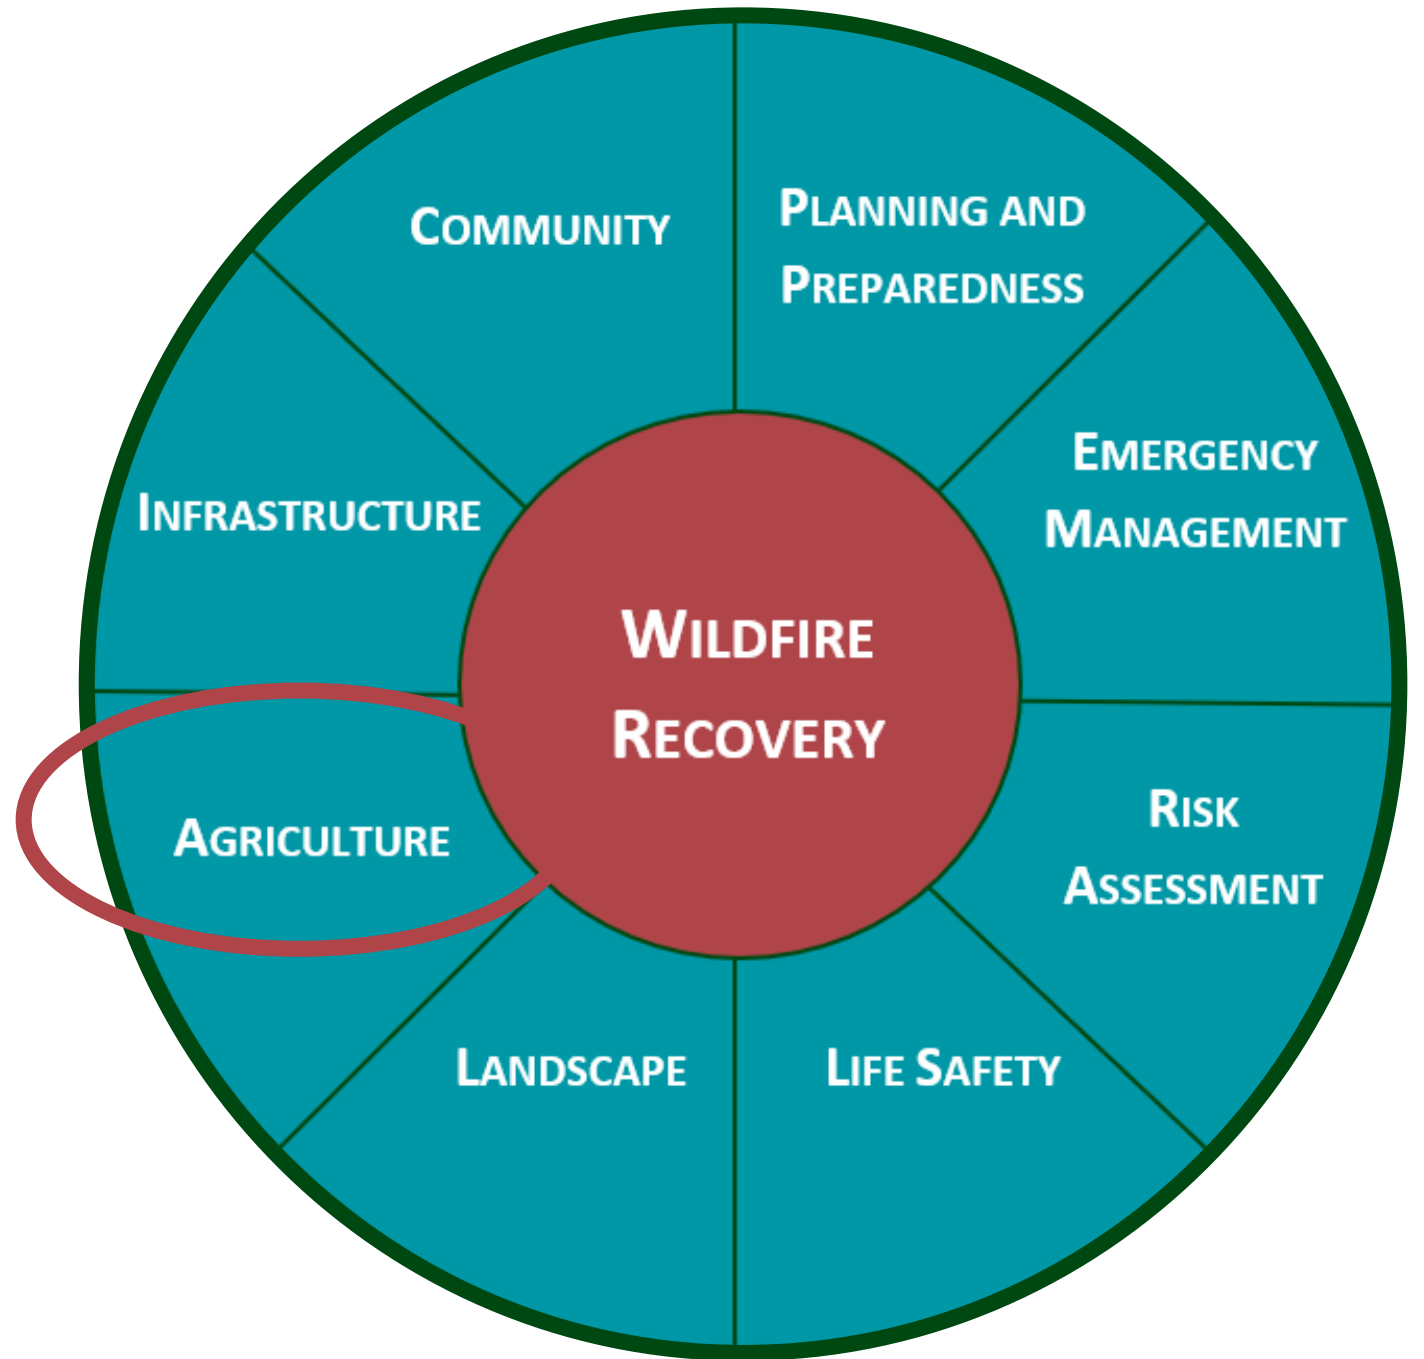 COMMUNITY
PLANNING AND
PREPAREDNESS
EMERGENCY
MANAGEMENT
INFRASTRUCTURE
WILDFIRE
RECOVERY
AGRICULTURE
RISK
ASSESSMENT
LANDSCAPE
LIFE SAFETY